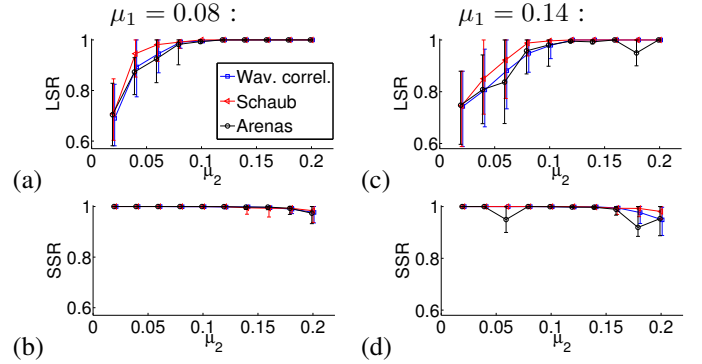 μ₁ = 0.08 :
μ₁ = 0.14 :
1
0.8
0.6
LSR
0 0.05 0.1 0.15 0.2
μ₂
(a)
Wav. correl.
Schaub
Arenas
1
0.8
0.6
LSR
0 0.05 0.1 0.15 0.2
μ₂
(c)
1
0.8
0.6
SSR
0 0.05 0.1 0.15 0.2
μ₂
(b)
1
0.8
0.6
SSR
0 0.05 0.1 0.15 0.2
μ₂
(d)